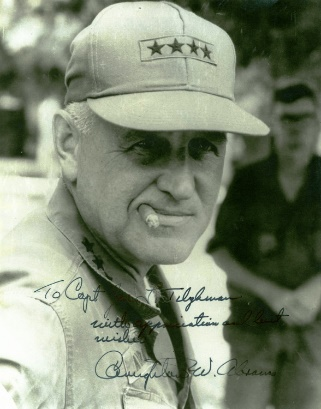 To Capt Tilghman
with appreciation and best
wishes
Creighton W. Abrams